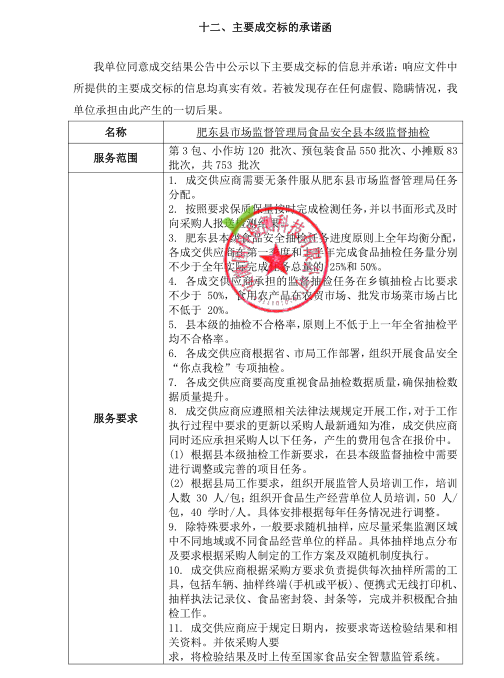 十二、主要成交标的承诺函
我单位同意成交结果公告中公示以下主要成交标的信息并承诺：响应文件中
所提供的主要成交标的信息均真实有效。若被发现存在任何虚假、隐瞒情况，我
单位承担由此产生的一切后果。
名称
肥东县市场监督管理局食品安全县本级监督抽检
服务范围
第 3 包、小作坊 120 批次、预包装食品 550 批次、小摊贩 83
批次，共 753 批次
服务要求
1. 成交供应商需要无条件服从肥东县市场监督管理局任务
分配。
2. 按照要求保质保量按时完成检测任务，并以书面形式及时
向采购人报送检测结果。
3. 肥东县本级食品安全抽检任务进度原则上全年均衡分配，
各成交供应商在第一季度和上半年完成食品抽检任务量分别
不少于全年实际完成任务总量的 25%和 50%。
4. 各成交供应商承担的监督抽检任务在乡镇抽检占比要求
不少于 50%，食用农产品在农贸市场、批发市场菜市场占比
不低于 20%。
5. 县本级的抽检不合格率，原则上不低于上一年全省抽检平
均不合格率。
6. 各成交供应商根据省、市局工作部署，组织开展食品安全
“你点我检”专项抽检。
7. 各成交供应商要高度重视食品抽检数据质量，确保抽检数
据质量提升。
8. 成交供应商应遵照相关法律法规规定开展工作，对于工作
执行过程中要求的更新以采购人最新通知为准，成交供应商
同时还应承担采购人以下任务，产生的费用包含在报价中。
(1) 根据县本级抽检工作新要求，在县本级监督抽检中需要
进行调整或完善的项目任务。
(2) 根据县局工作要求，组织开展监管人员培训工作，培训
人数 30 人/包；组织开展食品生产经营单位人员培训，50 人/
包，40 学时/人。具体安排根据每年任务情况进行调整。
9. 除特殊要求外，一般要求随机抽样，应尽量采集监测区域
中不同地域或不同食品经营单位的样品。具体抽样地点分布
及要求根据采购人制定的工作方案及双随机制度执行。
10. 成交供应商根据采购方要求负责提供每次抽样所需的工
具，包括车辆、抽样终端(手机或平板)、便携式无线打印机、
抽样执法记录仪、食品密封袋、封条等，完成并积极配合抽
检工作。
11. 成交供应商应于规定日期内，按要求寄送检验结果和相
关资料。并依采购人要
求，将检验结果及时上传至国家食品安全智慧监管系统。